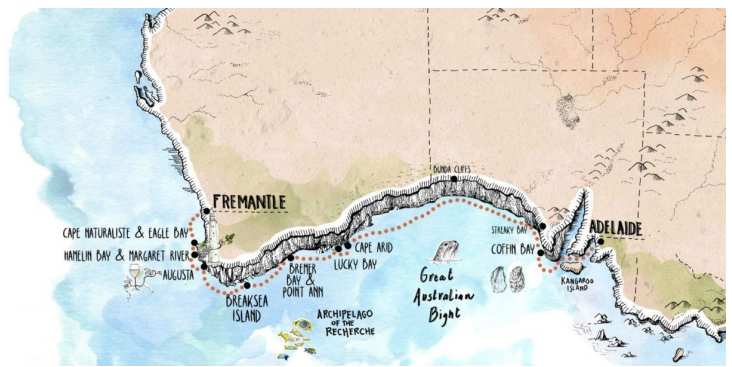 BUNDA CLIFFS
FREMANTLE
CAPE NATURALISTE & EAGLE BAY
HAMELIN BAY & MARGARET RIVER
AUGUSTA
BREAKSEA
ISLAND
BREMER
BAY &
POINT ANN
CAPE ARID
LUCKY BAY
ARCHIPELAGO
OF THE
RECHERCHE
Great
Australian
Bight
STREAKY BAY
COFFIN BAY
ADELAIDE
KANGAROO
ISLAND